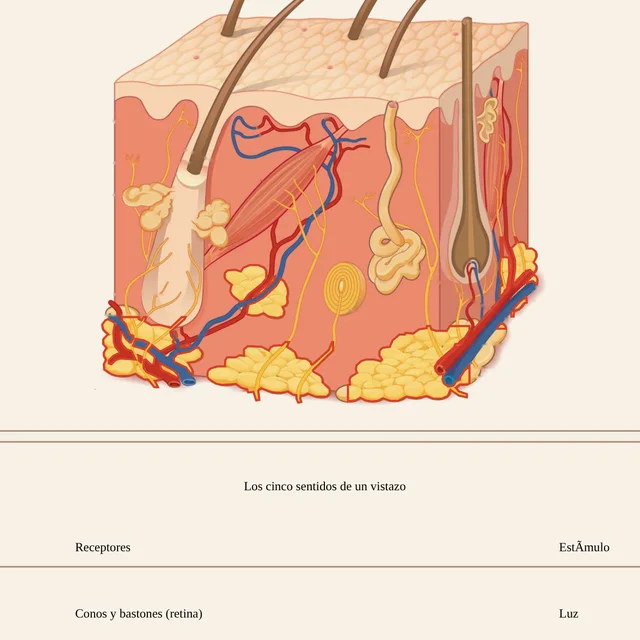 Los cinco sentidos de un vistazo
Receptores EstÃmulo
Conos y bastones (retina) Luz